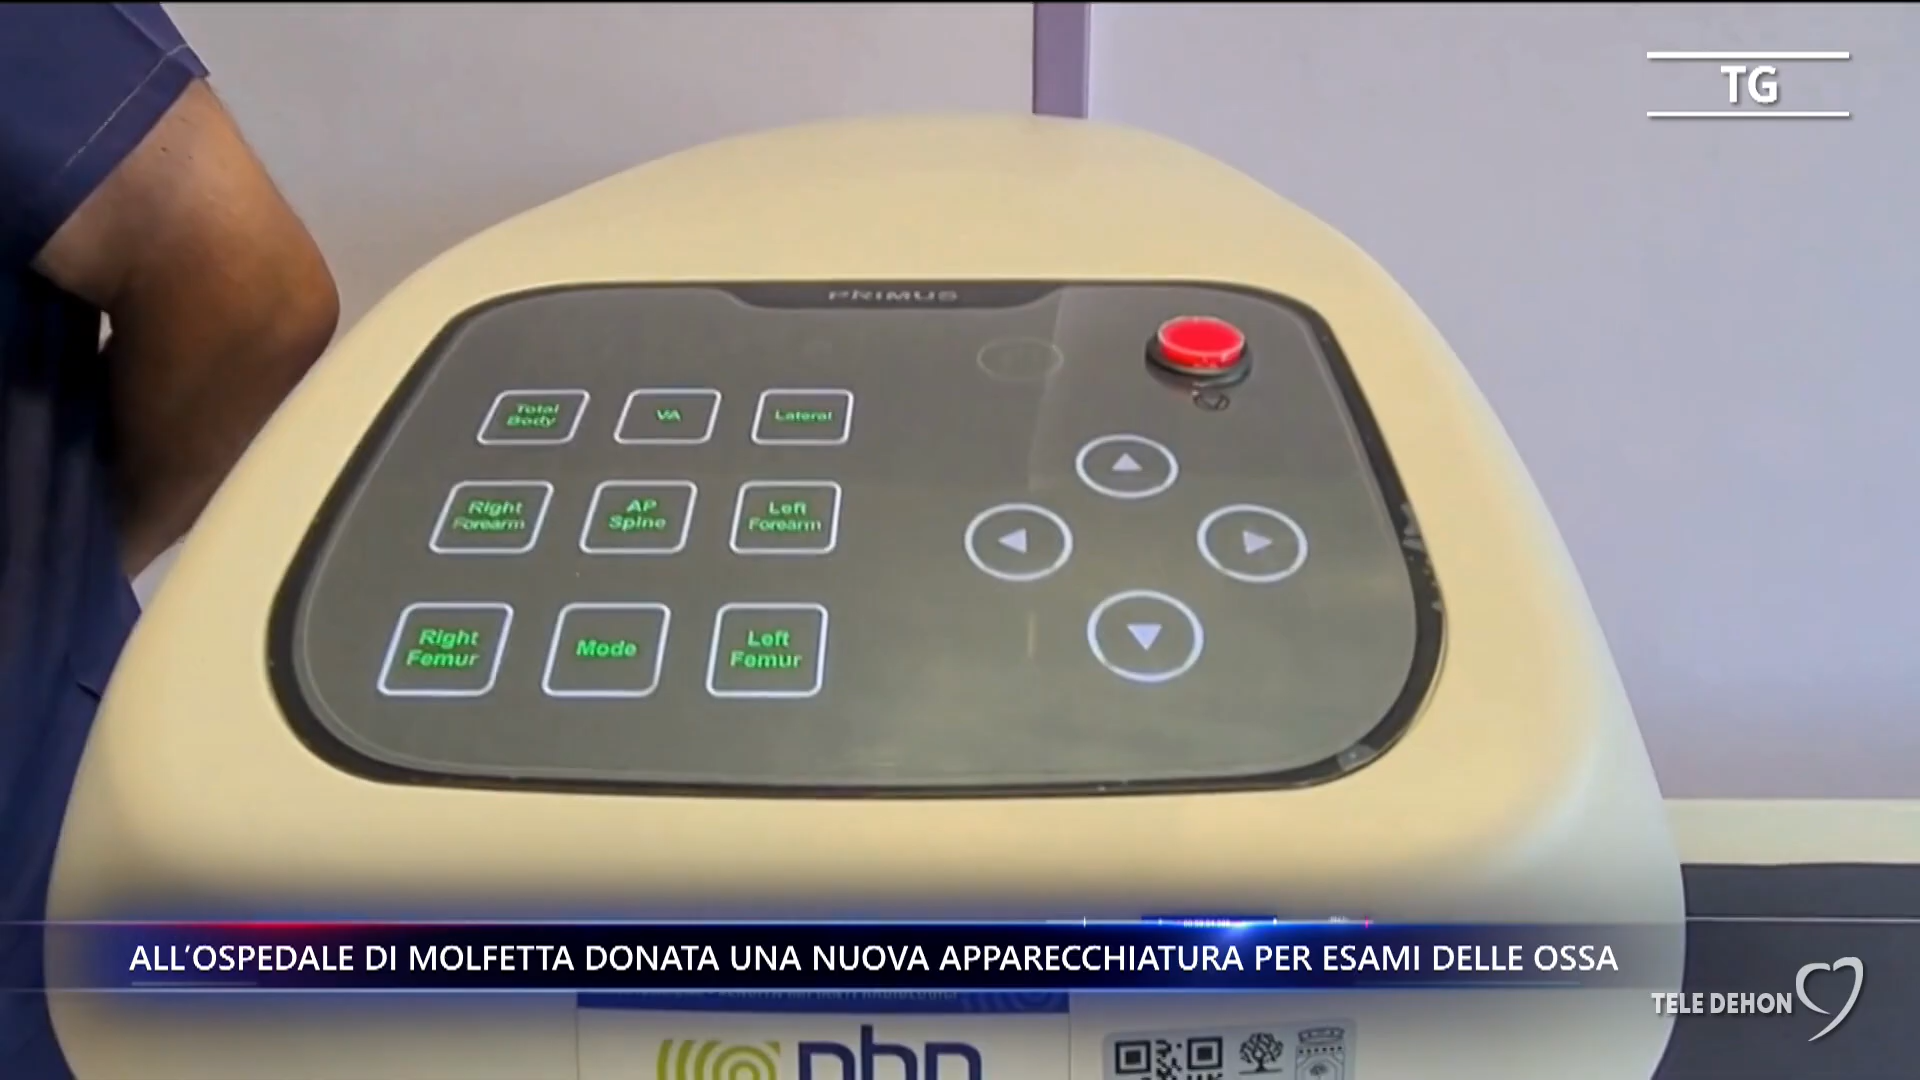 TG
PRIMUS
Total
Body
VA
Lateral
Right
Forearm
AP
Spine
Left
Forearm
Right
Femur
Mode
Left
Femur
ALL'OSPEDALE DI MOLFETTA DONATA UNA NUOVA APPARECCHIATURA PER ESAMI DELLE OSSA
TELE DEHON